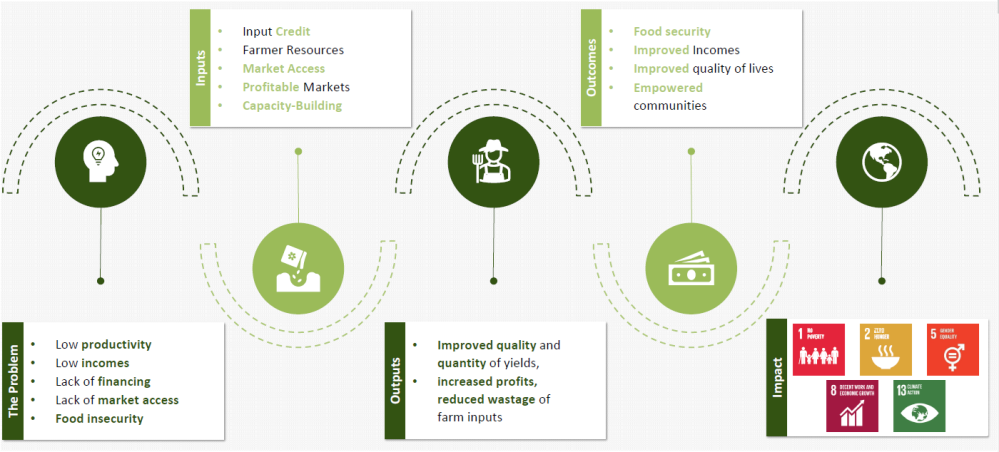 The Problem
Low productivity
Low incomes
Lack of financing
Lack of market access
Food insecurity
Inputs
Input Credit
Farmer Resources
Market Access
Profitable Markets
Capacity-Building
Outputs
Improved quality and
quantity of yields,
increased profits,
reduced wastage of
farm inputs
Outcomes
Food security
Improved Incomes
Improved quality of lives
Empowered
communities
Impact
1 NO
POVERTY
2 ZERO
HUNGER
5 GENDER
EQUALITY
8 DECENT WORK AND
ECONOMIC GROWTH
13 CLIMATE
ACTION